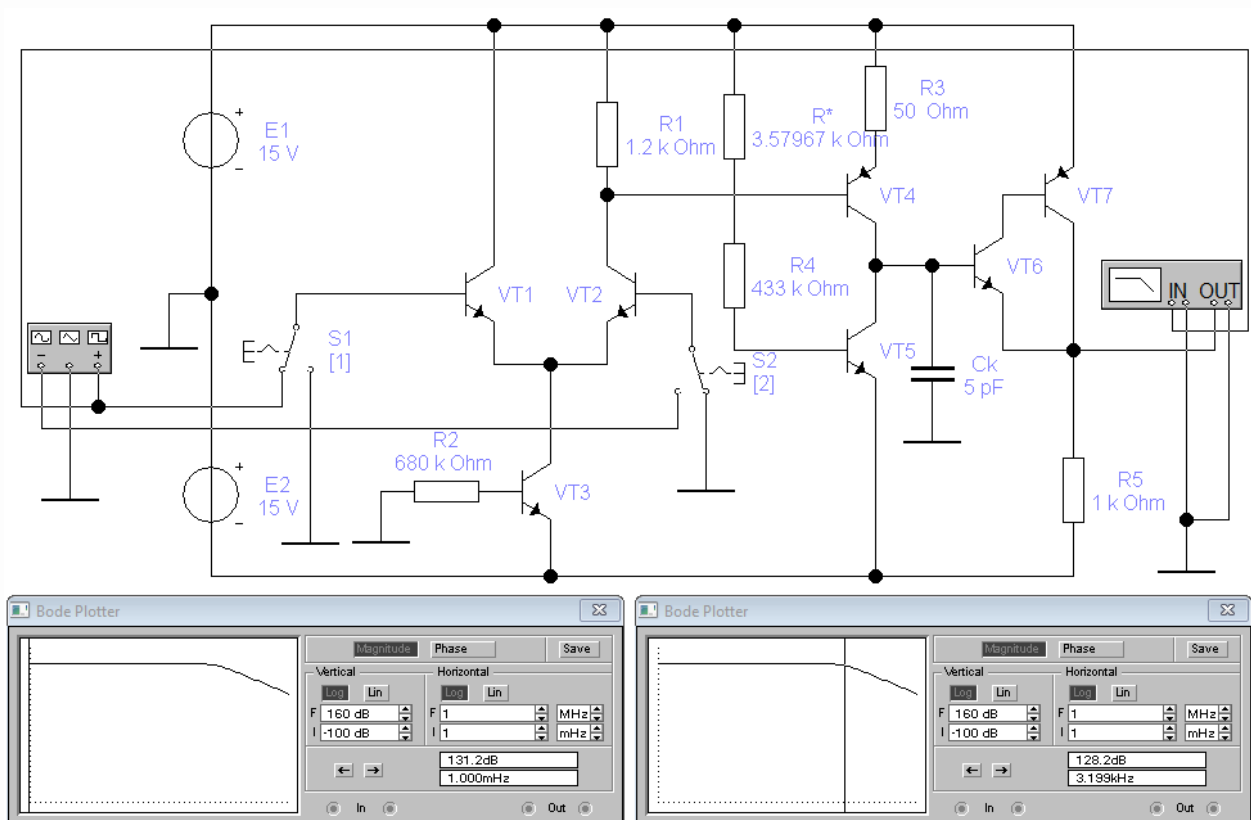 E1
15 V
R1
1.2 k Ohm
R*
3.57967 k Ohm
R3
50 Ohm
VT4
VT7
VT1
VT2
R4
433 k Ohm
VT6
IN OUT
− +
S1
[1]
S2
[2]
VT5
Ck
5 pF
R2
680 k Ohm
VT3
E2
15 V
R5
1 k Ohm
+
−
+
−
Bode Plotter
Magnitude Phase Save
Vertical Horizontal
Log Lin Log Lin
F 160 dB F 1 MHz
I -100 dB I 1 mHz
← → 131.2dB
1.000mHz
In Out
Bode Plotter
Magnitude Phase Save
Vertical Horizontal
Log Lin Log Lin
F 160 dB F 1 MHz
I -100 dB I 1 mHz
← → 128.2dB
3.199kHz
In Out